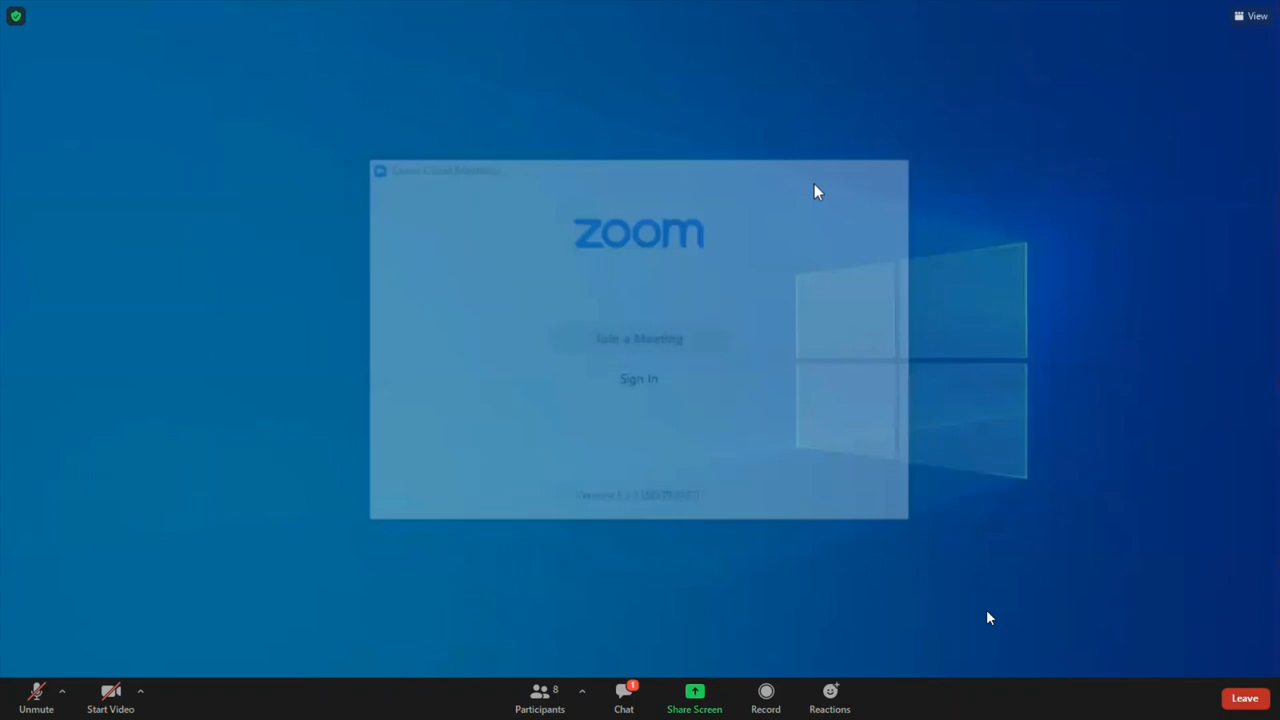 View
zoom
Join a Meeting
Sign In
Unmute
Start Video
Participants 8
Chat 1
Share Screen
Record
Reactions
Leave